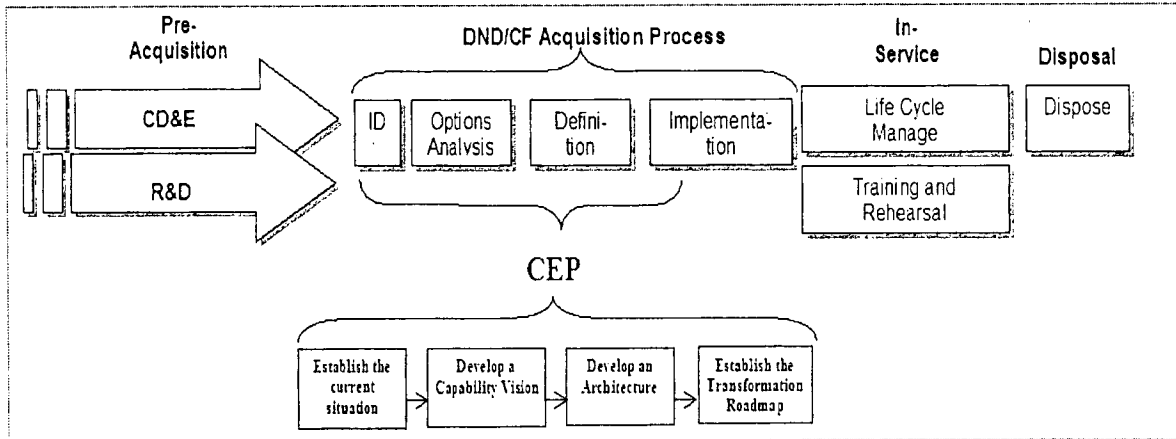 Pre-
Acquisition
DND/CF Acquisition Process
In-
Service
Disposal
CD&E
R&D
ID
Options
Analysis
Defini-
tion
Implementa-
tion
Life Cycle
Manage
Dispose
Training and
Rehearsal
CEP
Establish the
current
situation
Develop a
Capability Vision
Develop an
Architecture
Establish the
Transformation
Roadmap